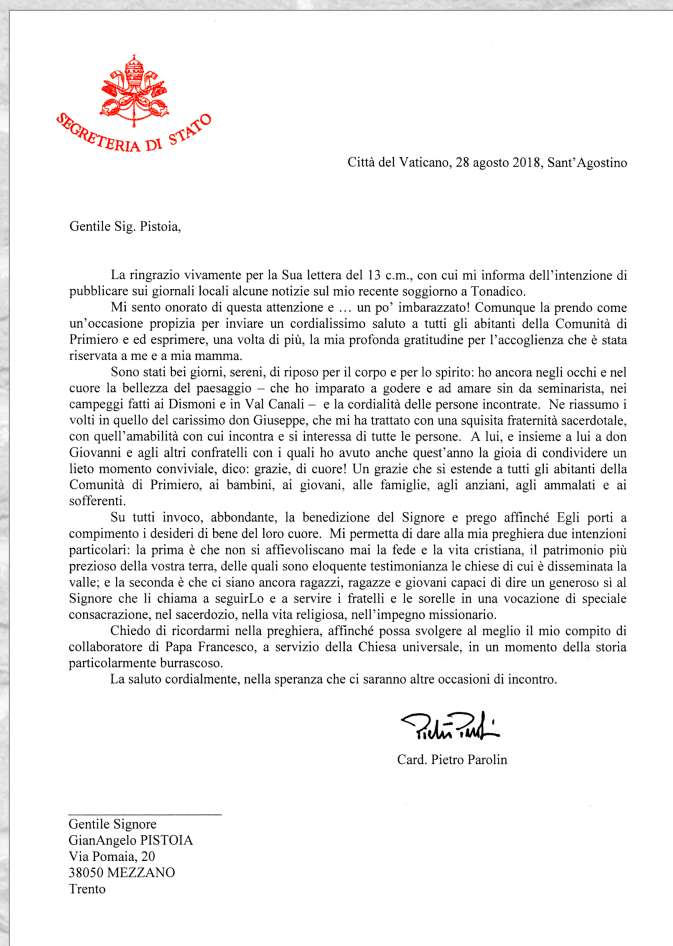 SEGRETERIA DI STATO
Città del Vaticano, 28 agosto 2018, Sant'Agostino
Gentile Sig. Pistoia,
La ringrazio vivamente per la Sua lettera del 13 c.m., con cui mi informa dell'intenzione di
pubblicare sui giornali locali alcune notizie sul mio recente soggiorno a Tonadico.
Mi sento onorato di questa attenzione e … un po' imbarazzato! Comunque la prendo come
un'occasione propizia per inviare un cordialissimo saluto a tutti gli abitanti della Comunità di
Primiero e ed esprimere, una volta di più, la mia profonda gratitudine per l'accoglienza che è stata
riservata a me e a mia mamma.
Sono stati bei giorni, sereni, di riposo per il corpo e per lo spirito: ho ancora negli occhi e nel
cuore la bellezza del paesaggio – che ho imparato a godere e ad amare sin da seminarista, nei
campeggi fatti ai Dismoni e in Val Canali – e la cordialità delle persone incontrate. Ne riassumo i
volti in quello del carissimo don Giuseppe, che mi ha trattato con una squisita fraternità sacerdotale,
con quell'amabilità con cui incontra e si interessa di tutte le persone. A lui, e insieme a lui a don
Giovanni e agli altri confratelli con i quali ho avuto anche quest'anno la gioia di condividere un
lieto momento conviviale, dico: grazie, di cuore! Un grazie che si estende a tutti gli abitanti della
Comunità di Primiero, ai bambini, ai giovani, alle famiglie, agli anziani, agli ammalati e ai
sofferenti.
Su tutti invoco, abbondante, la benedizione del Signore e prego affinché Egli porti a
compimento i desideri di bene del loro cuore. Mi permetta di dare alla mia preghiera due intenzioni
particolari: la prima è che non si affievoliscano mai la fede e la vita cristiana, il patrimonio più
prezioso della vostra terra, delle quali sono eloquente testimonianza le chiese di cui è disseminata la
valle; e la seconda è che ci siano ancora ragazzi, ragazze e giovani capaci di dire un generoso sì al
Signore che li chiama a seguirLo e a servire i fratelli e le sorelle in una vocazione di speciale
consacrazione, nel sacerdozio, nella vita religiosa, nell'impegno missionario.
Chiedo di ricordarmi nella preghiera, affinché possa svolgere al meglio il mio compito di
collaboratore di Papa Francesco, a servizio della Chiesa universale, in un momento della storia
particolarmente burrascoso.
La saluto cordialmente, nella speranza che ci saranno altre occasioni di incontro.
Card. Pietro Parolin
Gentile Signore
GianAngelo PISTOIA
Via Pomaia, 20
38050 MEZZANO
Trento